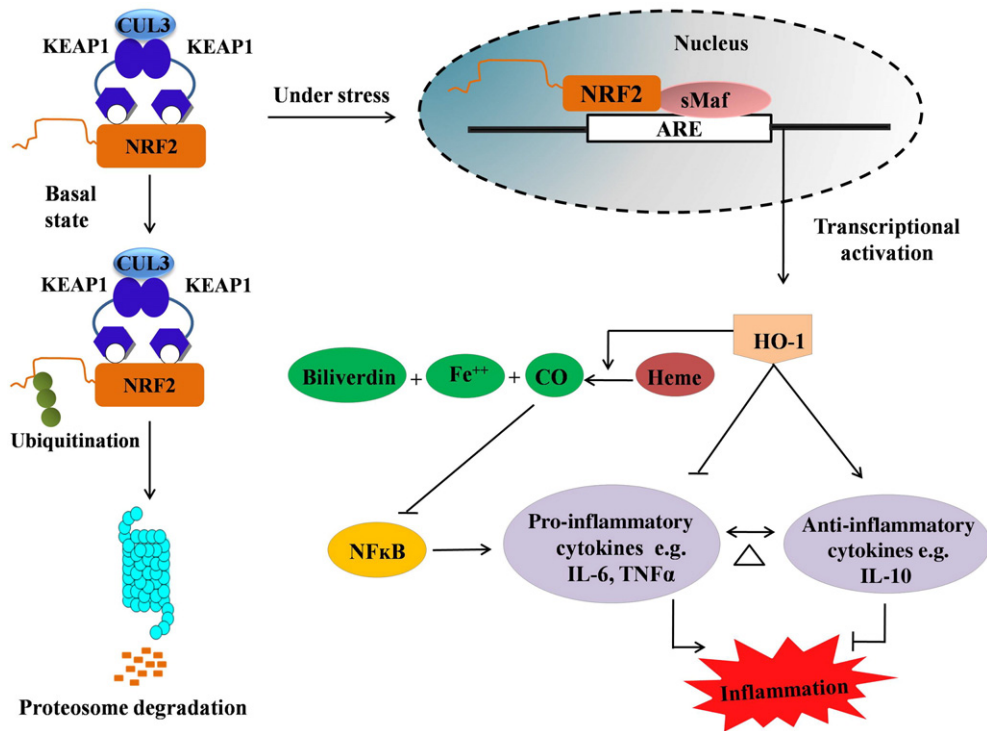 CUL3
KEAP1 KEAP1
NRF2
Basal
state
CUL3
KEAP1 KEAP1
NRF2
Ubiquitination
Proteosome degradation
Under stress
Nucleus
NRF2
sMaf
ARE
Transcriptional
activation
HO-1
Biliverdin + Fe⁺⁺ + CO
Heme
NFκB
Pro-inflammatory
cytokines e.g.
IL-6, TNFα
Anti-inflammatory
cytokines e.g.
IL-10
Inflammation